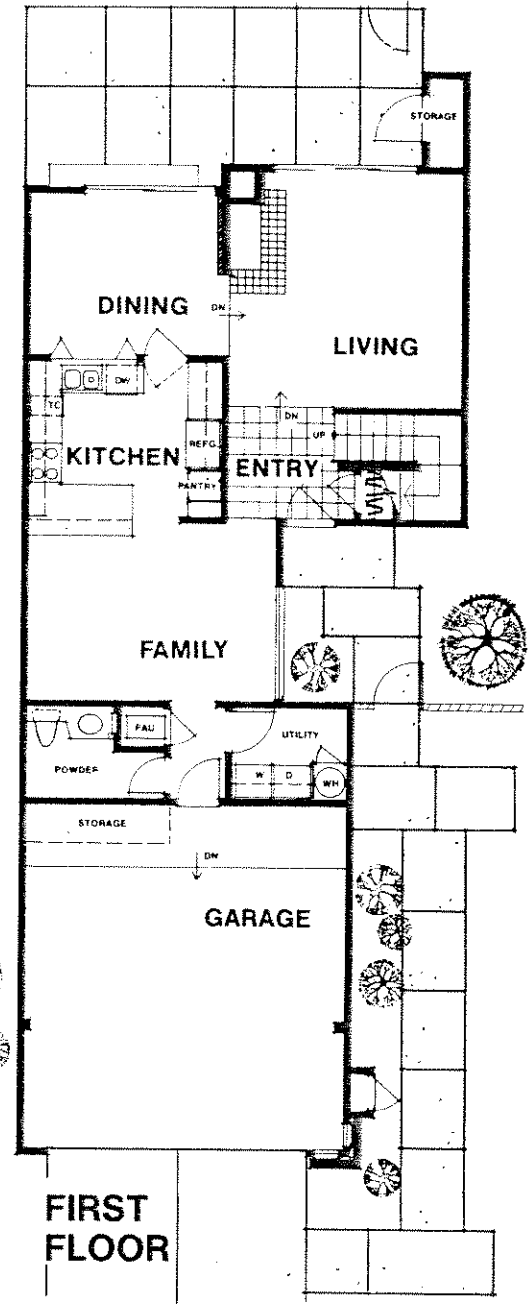 STORAGE
DINING
DN
LIVING
DW
TC
REFG.
DN
UP
KITCHEN
ENTRY
PANTRY
FAMILY
FAU
UTILITY
POWDER
W
D
WH
STORAGE
DN
GARAGE
FIRST
FLOOR